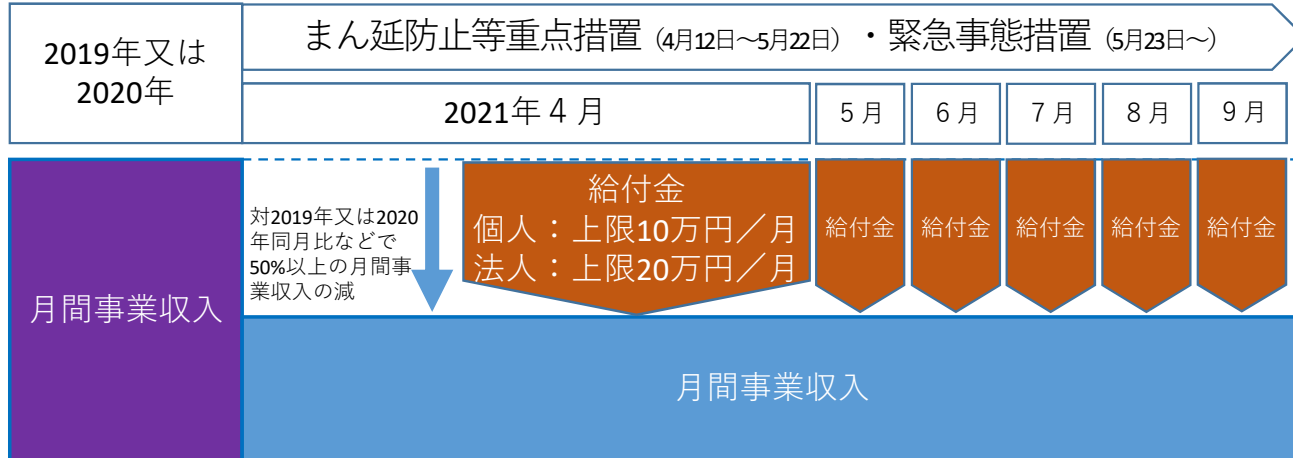 2019年又は
2020年
まん延防止等重点措置（4月12日～5月22日）・緊急事態措置（5月23日～）
2021年４月
５月
６月
７月
８月
９月
月間事業収入
対2019年又は2020
年同月比などで
50%以上の月間事
業収入の減
給付金
個人：上限10万円／月
法人：上限20万円／月
給付金
給付金
給付金
給付金
給付金
月間事業収入